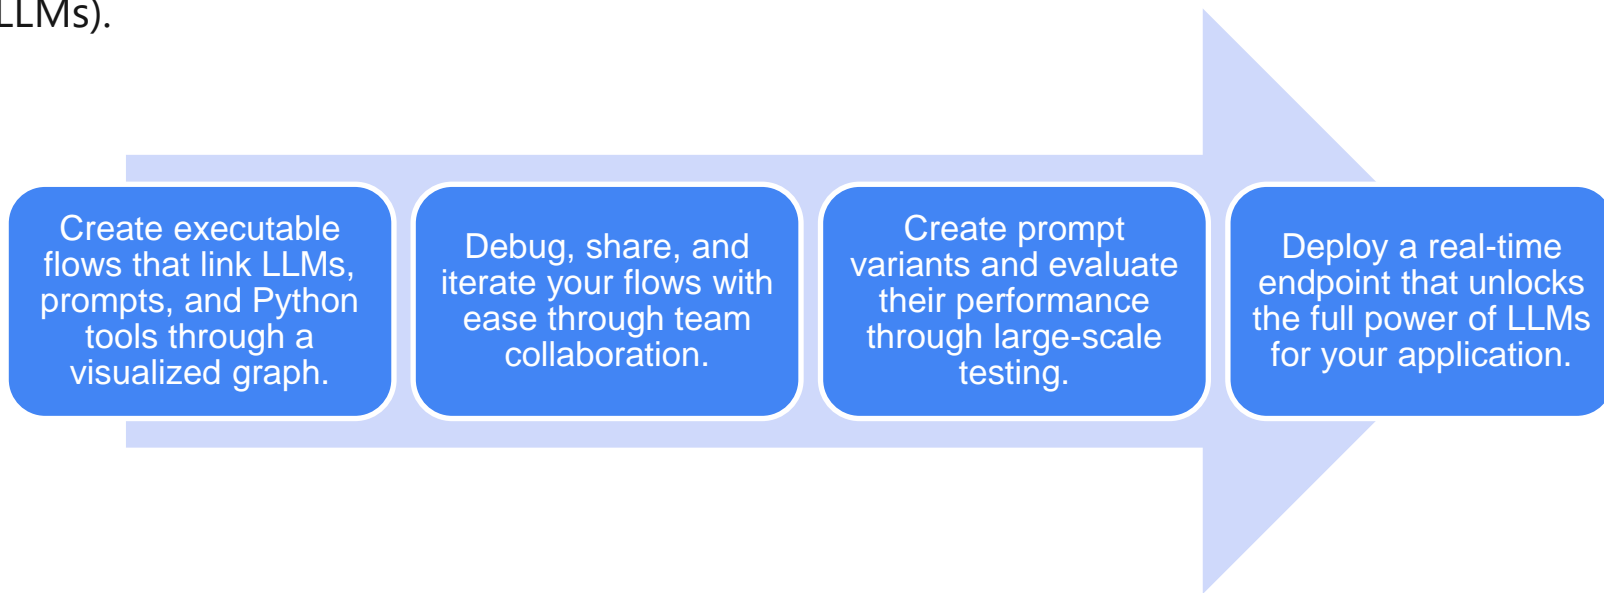 LLMs).
Create executable
flows that link LLMs,
prompts, and Python
tools through a
visualized graph.
Debug, share, and
iterate your flows with
ease through team
collaboration.
Create prompt
variants and evaluate
their performance
through large-scale
testing.
Deploy a real-time
endpoint that unlocks
the full power of LLMs
for your application.